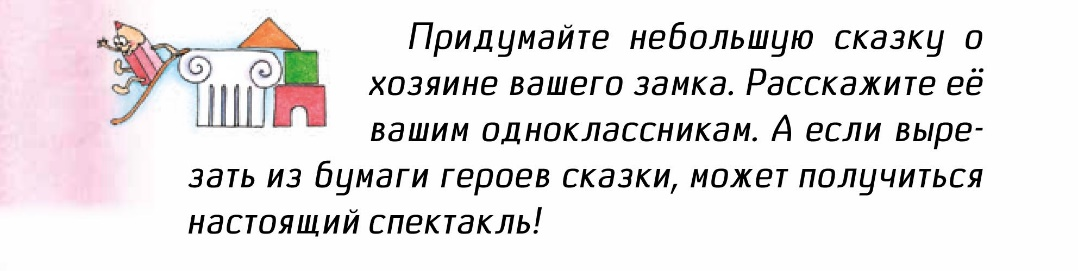 Придумайте небольшую сказку о
хозяине вашего замка. Расскажите её
вашим одноклассникам. А если выре-
зать из бумаги героев сказки, может получиться
настоящий спектакль!